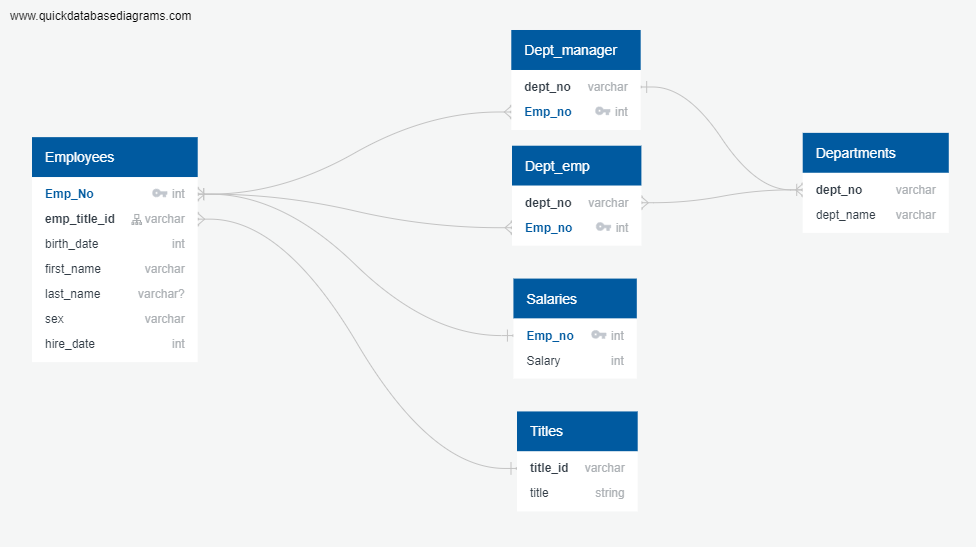 www.quickdatabasediagrams.com
Employees
Emp_No int
emp_title_id varchar
birth_date int
first_name varchar
last_name varchar?
sex varchar
hire_date int
Dept_manager
dept_no varchar
Emp_no int
Dept_emp
dept_no varchar
Emp_no int
Salaries
Emp_no int
Salary int
Titles
title_id varchar
title string
Departments
dept_no varchar
dept_name varchar